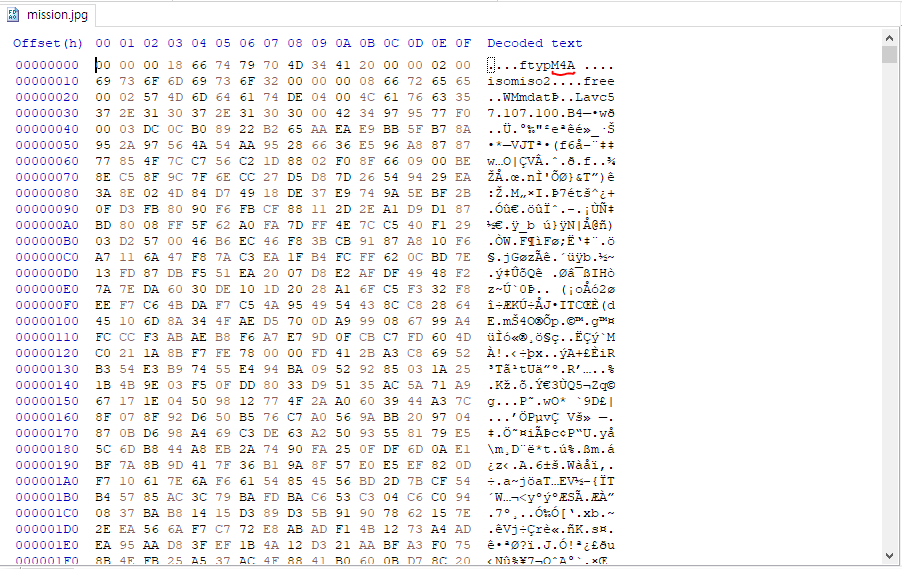 mission.jpg
Offset(h) 00 01 02 03 04 05 06 07 08 09 0A 0B 0C 0D 0E 0F Decoded text
00000000 00 00 00 18 66 74 79 70 4D 34 41 20 00 00 02 00 ....ftypM4A ....
00000010 69 73 6F 6D 69 73 6F 32 00 00 00 08 66 72 65 65 isomiso2....free
00000020 00 02 57 4D 6D 64 61 74 DE 04 00 4C 61 76 63 35 ..WMmdatÞ..Lavc5
00000030 37 2E 31 30 37 2E 31 30 30 00 42 34 97 95 77 F0 7.107.100.B4—•wð
00000040 00 03 DC 0C B0 89 22 B2 65 AA EA E9 BB 5F B7 8A ..Ü.°‰"²eªêé»_·Š
00000050 95 2A 97 56 4A 54 AA 95 28 66 36 E5 96 A8 87 87 •*—VJTª•(f6å–¨‡‡
00000060 77 85 4F 7C C7 56 C2 1D 88 02 F0 8F 66 09 00 BE w…O|ÇVÂ.ˆ.ð.f..¾
00000070 8E C5 8F 9C 7F 6E CC 27 D5 D8 7D 26 54 94 29 EA ŽÅ.œ.nÌ'ÕØ}&T”)ê
00000080 3A 8E 02 4D 84 D7 49 18 DE 37 E9 74 9A 5E BF 2B :Ž.M„×I.Þ7étš^¿+
00000090 0F D3 FB 80 90 F6 FB CF 88 11 2D 2E A1 D9 D1 87 .Óû€.öûÏˆ.-.¡ÙÑ‡
000000A0 BD 80 08 FF 5F 62 A0 FA 7D FF 4E 7C C5 40 F1 29 ½€.ÿ_b ú}ÿN|Å@ñ)
000000B0 03 D2 57 00 46 B6 EC 46 F8 3B CB 91 87 A8 10 F6 .ÒW.F¶ìFø;Ë‘‡¨.ö
000000C0 A7 11 6A 47 F8 7A C3 EA 1F B4 FC FF 62 0C BD 7E §.jGøzÃê.´üÿb.½~
000000D0 13 FD 87 DB F5 51 EA 20 07 D8 E2 AF DF 49 48 F2 .ý‡ÛõQê .Øâ¯ßIHò
000000E0 7A 7E DA 60 30 DE 10 1D 20 28 A1 6F C5 F3 32 F8 z~Ú`0Þ.. (¡oÅó2ø
000000F0 EE F7 C6 4B DA F7 C5 4A 95 49 54 43 8C C8 28 64 î÷ÆKÚ÷ÅJ•ITCŒÈ(d
00000100 45 10 6D 8A 34 4F AE D5 70 0D A9 99 08 67 99 A4 E.mŠ4O®Õp.©™.g™¤
00000110 FC CC F3 AB AE B8 F6 A7 E7 9D 0F CB C7 FD 60 4D üÌó«®¸ö§ç..ËÇý`M
00000120 C0 21 1A 8B F7 FE 78 00 00 FD 41 2B A3 C8 69 52 À!.‹÷þx..ýA+£ÈiR
00000130 B3 54 E3 B9 74 55 E4 94 BA 09 52 92 85 03 1A 25 ³Tã¹tUä”º.R’…..%
00000140 1B 4B 9E 03 F5 0F DD 80 33 D9 51 35 AC 5A 71 A9 .Kž.õ.Ý€3ÙQ5¬Zq©
00000150 67 17 1E 04 50 98 12 77 4F 2A A0 60 39 44 A3 7C g...P˜.wO* `9D£|
00000160 8F 07 8F 92 D6 50 B5 76 C7 A0 56 9A BB 20 97 04 ...’ÖPµvÇ Vš» —.
00000170 87 0B D6 98 A4 69 C3 DE 63 A2 50 93 55 81 79 E5 ‡.Ö˜¤iÃÞc¢P“U.yå
00000180 5C 6D B8 44 A8 EB 2A 74 90 FA 25 0F DF 6D 0A E1 \m¸D¨ë*t.ú%.ßm.á
00000190 BF 7A 8B 9D 41 7F 36 B1 9A 8F 57 E0 E5 EF 82 0D ¿z‹.A.6±š.Wàåï‚.
000001A0 F7 10 61 7E 6A F6 61 54 85 45 56 BD 2D 7B CF 54 ÷.a~jöaT…EV½-{ÏT
000001B0 B4 57 85 AC 3C 79 BA FD BA C6 53 C3 04 C6 C0 94 ´W…¬<yºýºÆSÃ.ÆÀ”
000001C0 08 37 BA B8 14 15 D3 89 D3 5B 91 90 78 62 15 7E .7º¸..Ó‰Ó[‘.xb.~
000001D0 2E EA 56 6A F7 C7 72 E8 AB AD F1 4B 12 73 A4 AD .êVj÷Çrè«.ñK.s¤.
000001E0 EA 95 AA D8 3F EF 1B 4A 12 D3 21 AA BF A3 F0 75 ê•ªØ?ï.J.Ó!ª¿£ðu
000001F0 8B 4E FB 25 A5 37 AC 4F 88 41 B0 60 0B D7 8C 20 ‹Nû%¥7¬OˆA°`.×Œ